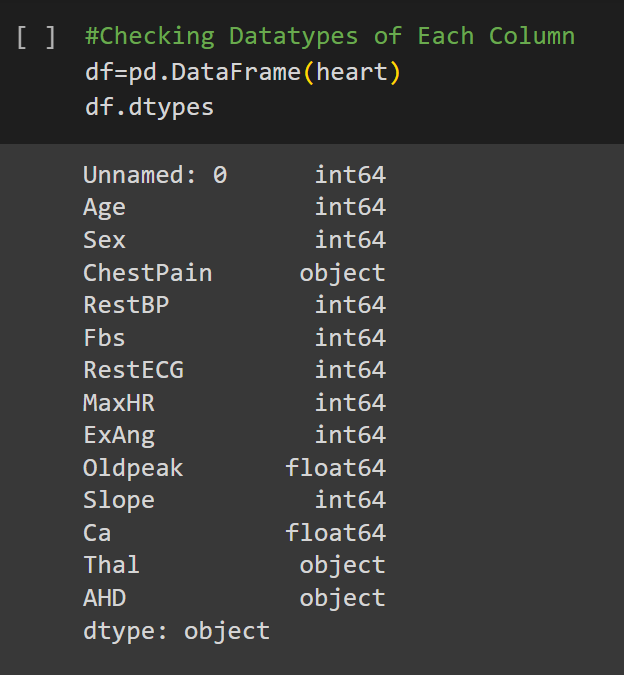 [ ] #Checking Datatypes of Each Column
df=pd.DataFrame(heart)
df.dtypes
Unnamed: 0 int64
Age int64
Sex int64
ChestPain object
RestBP int64
Fbs int64
RestECG int64
MaxHR int64
ExAng int64
Oldpeak float64
Slope int64
Ca float64
Thal object
AHD object
dtype: object